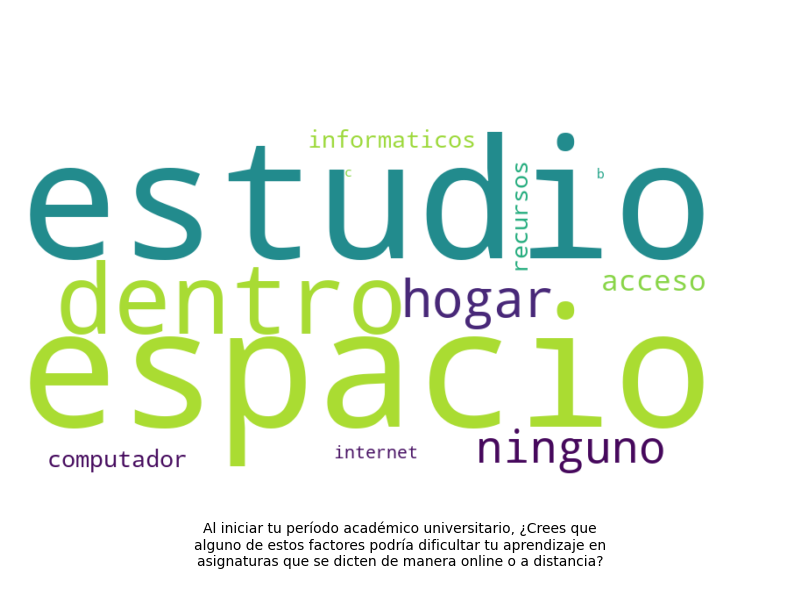 informaticos
estudio
c
b
recursos
dentro
hogar
acceso
espacio
computador
internet
ninguno
Al iniciar tu período académico universitario, ¿Crees que
alguno de estos factores podría dificultar tu aprendizaje en
asignaturas que se dicten de manera online o a distancia?